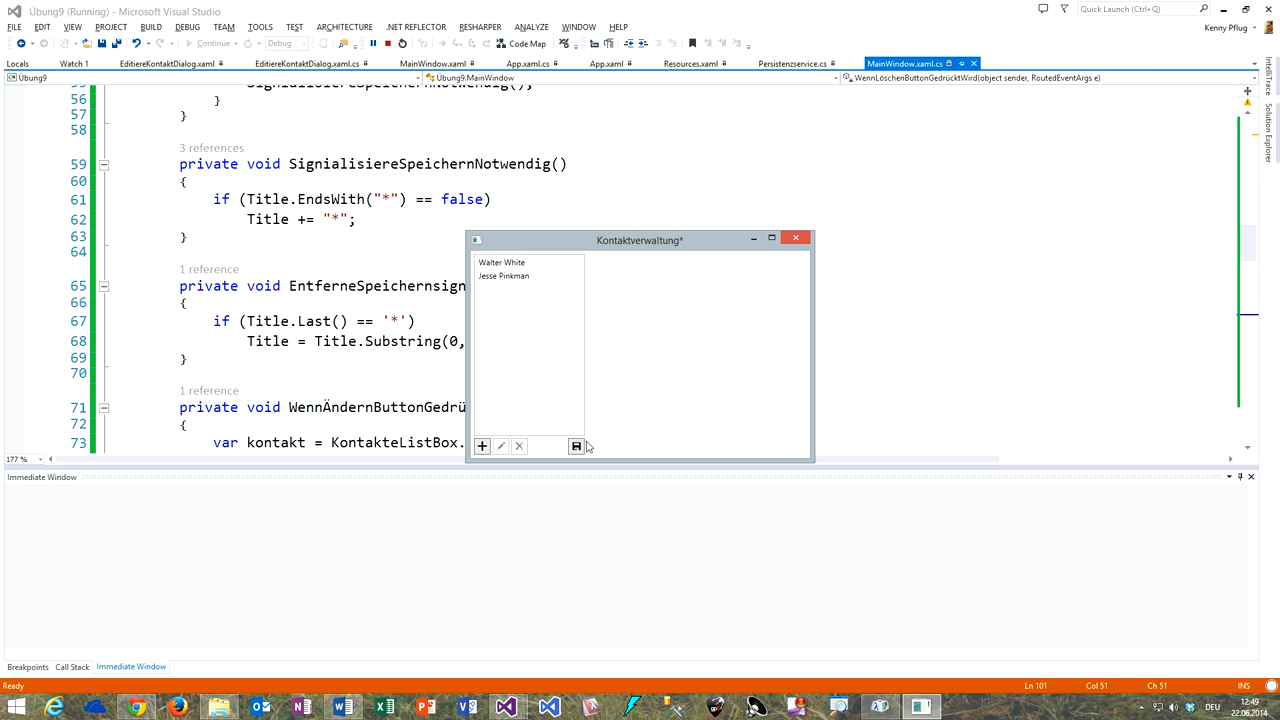 Übung9 (Running) - Microsoft Visual Studio
Quick Launch (Ctrl+Q)
FILE EDIT VIEW PROJECT BUILD DEBUG TEAM TOOLS TEST ARCHITECTURE .NET REFLECTOR RESHARPER ANALYZE WINDOW HELP
Kenny Pflug
Continue Debug Code Map
Locals Watch 1 EditiereKontaktDialog.xaml EditiereKontaktDialog.xaml.cs MainWindow.xaml App.xaml.cs App.xaml Resources.xaml Persistenzservice.cs MainWindow.xaml.cs
Übung9 Übung9.MainWindow WennLöschenButtonGedrücktWird(object sender, RoutedEventArgs e)
IntelliTrace
Solution Explorer
55 SignialisiereSpeichernNotwendig();
56 }
57 }
58
3 references
59 private void SignialisiereSpeichernNotwendig()
60 {
61 if (Title.EndsWith("*") == false)
62 Title += "*";
63 }
64
1 reference
65 private void EntferneSpeichernsign
66 {
67 if (Title.Last() == '*')
68 Title = Title.Substring(0,
69 }
70
1 reference
71 private void WennÄndernButtonGedrü
72 {
73 var kontakt = KontakteListBox.
Kontaktverwaltung*
Walter White
Jesse Pinkman
177 %
Immediate Window
Breakpoints Call Stack Immediate Window
Ready Ln 101 Col 51 Ch 51 INS
DEU
12:49
22.06.2014